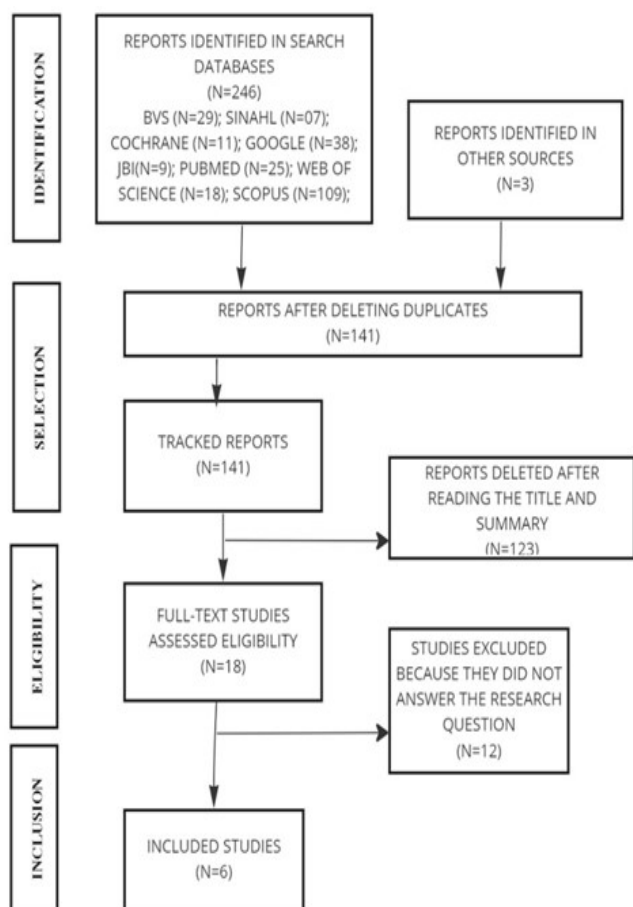 IDENTIFICATION
REPORTS IDENTIFIED IN SEARCH
DATABASES
(N=246)
BVS (N=29); SINAHL (N=07);
COCHRANE (N=11); GOOGLE (N=38);
JBI(N=9); PUBMED (N=25); WEB OF
SCIENCE (N=18); SCOPUS (N=109);
REPORTS IDENTIFIED IN
OTHER SOURCES
(N=3)
SELECTION
REPORTS AFTER DELETING DUPLICATES
(N=141)
TRACKED REPORTS
(N=141)
REPORTS DELETED AFTER
READING THE TITLE AND
SUMMARY
(N=123)
ELIGIBILITY
FULL-TEXT STUDIES
ASSESSED ELIGIBILITY
(N=18)
STUDIES EXCLUDED
BECAUSE THEY DID NOT
ANSWER THE RESEARCH
QUESTION
(N=12)
INCLUSION
INCLUDED STUDIES
(N=6)